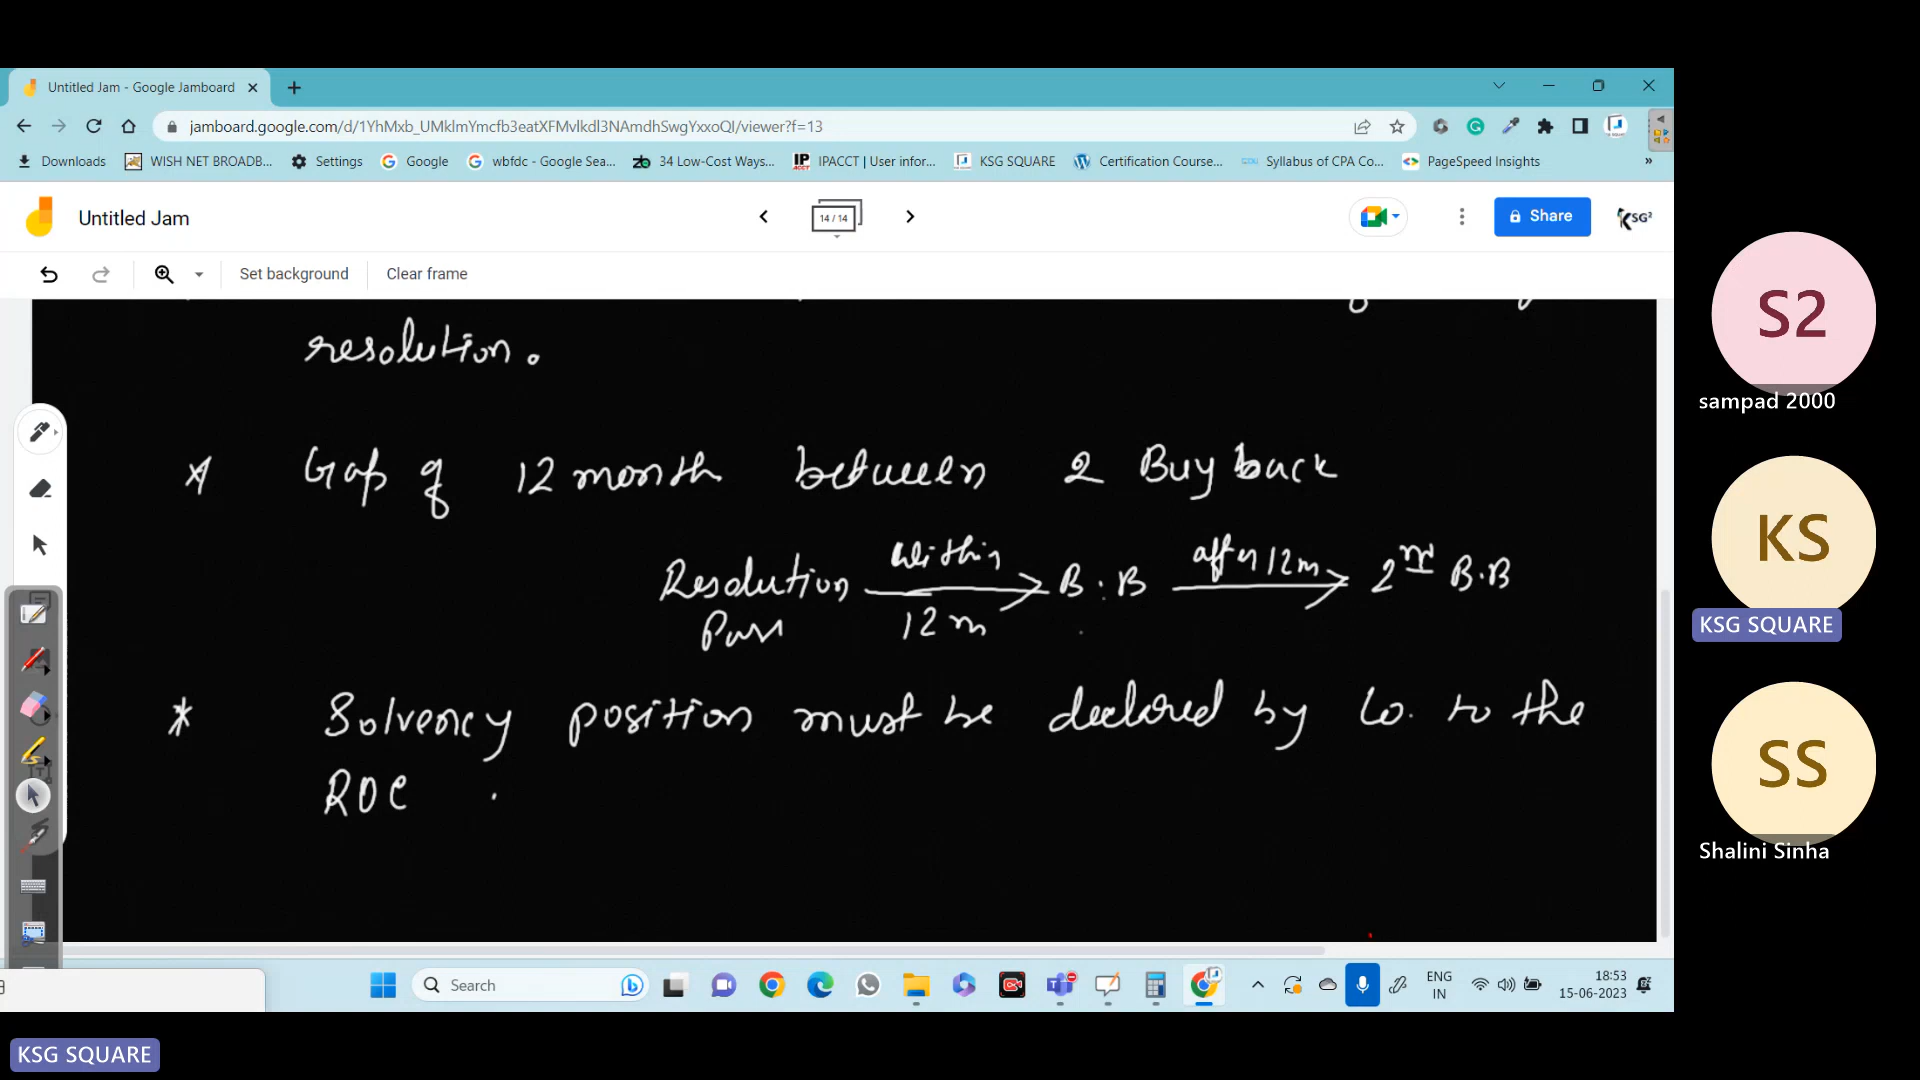 Untitled Jam - Google Jamboard
jamboard.google.com/d/1YhMxb_UMklmYmcfb3eatXFMvlkdl3NAmdhSwgYxxoQI/viewer?f=13
Downloads WISH NET BROADB... Settings Google wbfdc - Google Sea... 34 Low-Cost Ways... IPACCT | User infor... KSG SQUARE Certification Course... Syllabus of CPA Co... PageSpeed Insights »
Untitled Jam
14 / 14
Share
KSG²
Set background Clear frame
resolution.
* Gap of 12 month between 2 Buy back
Resolution Pass within 12 m B.B after 12m 2nd B.B
* Solvency position must be declared by Co. to the
ROC .
Search
ENG
IN
18:53
15-06-2023
S2
sampad 2000
KS
KSG SQUARE
SS
Shalini Sinha
KSG SQUARE